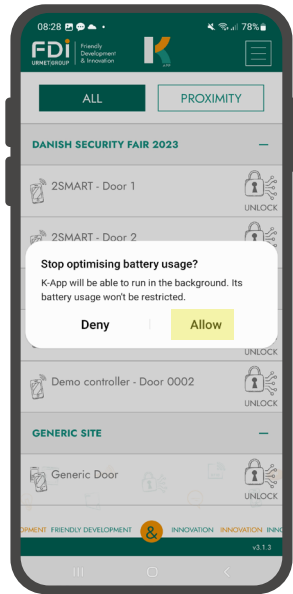 08:28
78%
FDI
URMETGROUP
Friendly
Development
& Innovation
K
APP
ALL
PROXIMITY
DANISH SECURITY FAIR 2023
2SMART - Door 1
UNLOCK
2SMART - Door 2
Stop optimising battery usage?
K-App will be able to run in the background. Its
battery usage won't be restricted.
Deny
Allow
UNLOCK
Demo controller - Door 0002
UNLOCK
GENERIC SITE
Generic Door
UNLOCK
OPMENT FRIENDLY DEVELOPMENT & INNOVATION INNOVATION INNO
v3.1.3